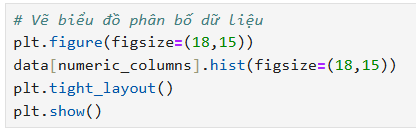 # Vẽ biểu đồ phân bố dữ liệu
plt.figure(figsize=(18,15))
data[numeric_columns].hist(figsize=(18,15))
plt.tight_layout()
plt.show()